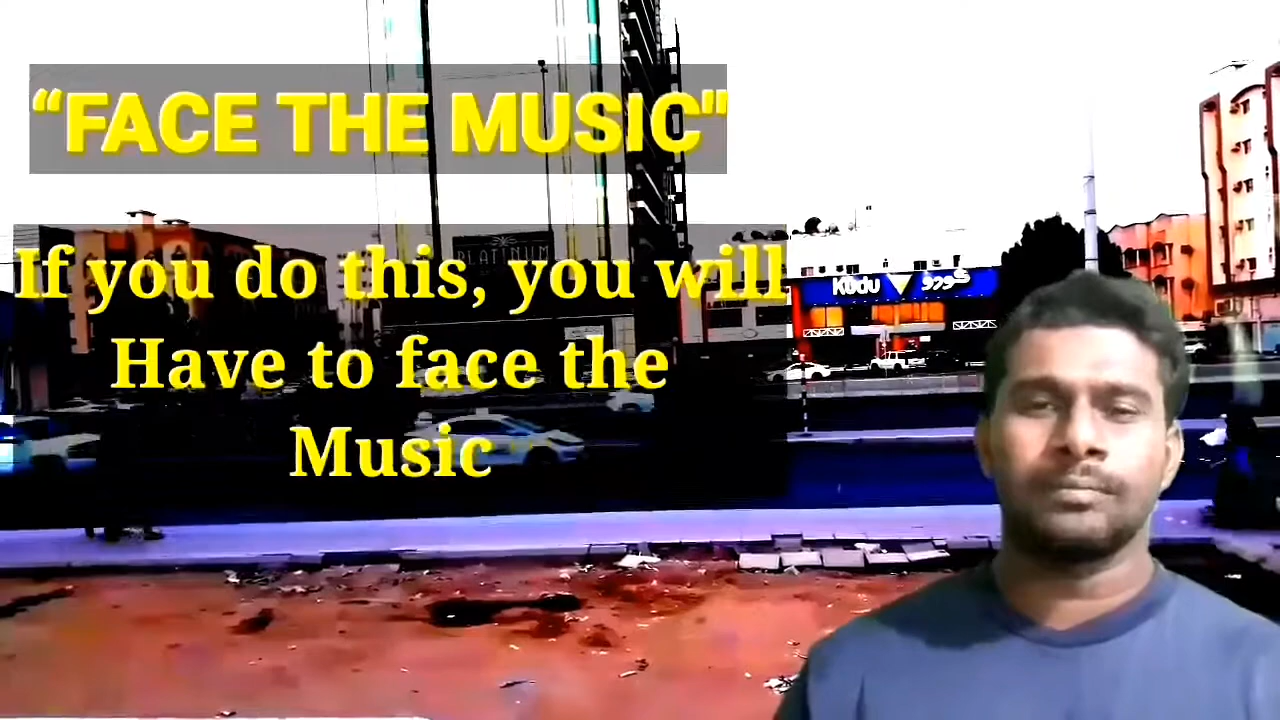 “FACE THE MUSIC"
If you do this, you will
Have to face the
Music
PLATINUM
Kudu كودو